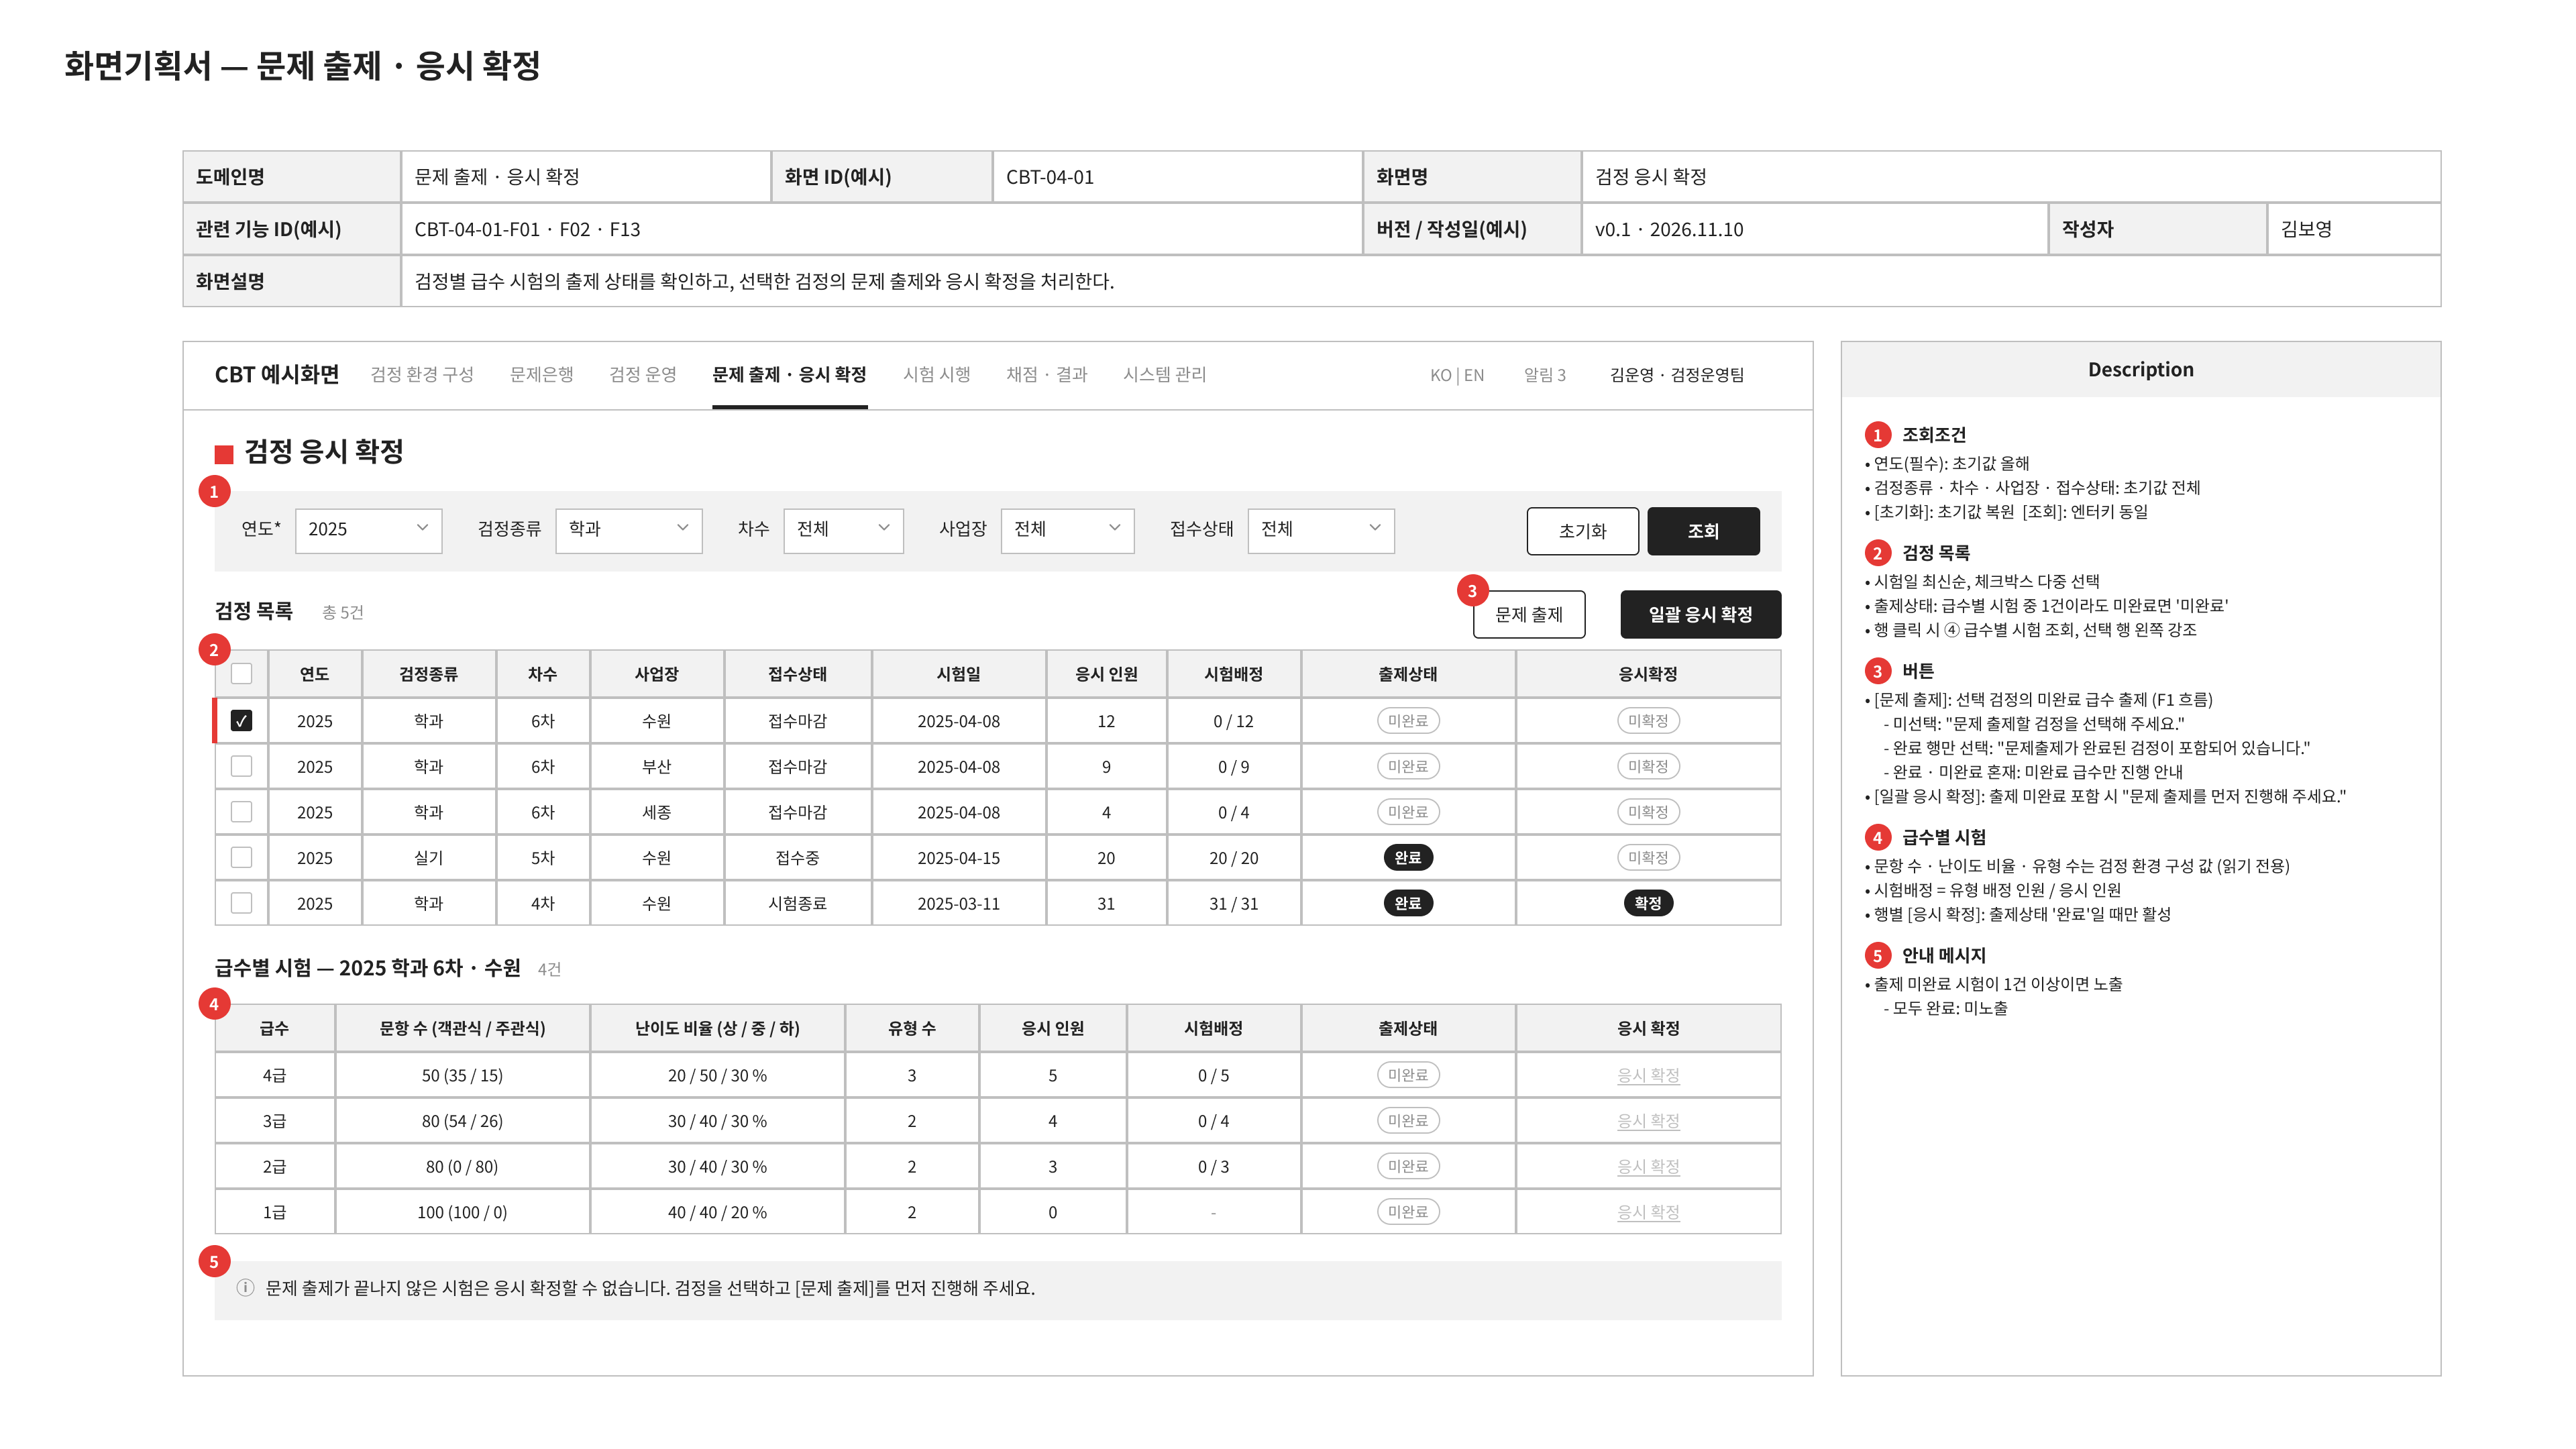 화면기획서 — 문제 출제 · 응시 확정
도메인명 문제 출제 · 응시 확정 화면 ID(예시) CBT-04-01 화면명 검정 응시 확정
관련 기능 ID(예시) CBT-04-01-F01 · F02 · F13 버전 / 작성일(예시) v0.1 · 2026.11.10 작성자 김보영
화면설명 검정별 급수 시험의 출제 상태를 확인하고, 선택한 검정의 문제 출제와 응시 확정을 처리한다.
CBT 예시화면 검정 환경 구성 문제은행 검정 운영 문제 출제 · 응시 확정 시험 시행 채점 · 결과 시스템 관리 KO | EN 알림 3 김운영 · 검정운영팀
검정 응시 확정
1
연도* 2025 검정종류 학과 차수 전체 사업장 전체 접수상태 전체 초기화 조회
검정 목록 총 5건 3 문제 출제 일괄 응시 확정
2
연도 검정종류 차수 사업장 접수상태 시험일 응시 인원 시험배정 출제상태 응시확정
✓ 2025 학과 6차 수원 접수마감 2025-04-08 12 0 / 12 미완료 미확정
2025 학과 6차 부산 접수마감 2025-04-08 9 0 / 9 미완료 미확정
2025 학과 6차 세종 접수마감 2025-04-08 4 0 / 4 미완료 미확정
2025 실기 5차 수원 접수중 2025-04-15 20 20 / 20 완료 미확정
2025 학과 4차 수원 시험종료 2025-03-11 31 31 / 31 완료 확정
급수별 시험 — 2025 학과 6차 · 수원 4건
4
급수 문항 수 (객관식 / 주관식) 난이도 비율 (상 / 중 / 하) 유형 수 응시 인원 시험배정 출제상태 응시 확정
4급 50 (35 / 15) 20 / 50 / 30 % 3 5 0 / 5 미완료 응시 확정
3급 80 (54 / 26) 30 / 40 / 30 % 2 4 0 / 4 미완료 응시 확정
2급 80 (0 / 80) 30 / 40 / 30 % 2 3 0 / 3 미완료 응시 확정
1급 100 (100 / 0) 40 / 40 / 20 % 2 0 - 미완료 응시 확정
5
ⓘ 문제 출제가 끝나지 않은 시험은 응시 확정할 수 없습니다. 검정을 선택하고 [문제 출제]를 먼저 진행해 주세요.
Description
1 조회조건
• 연도(필수): 초기값 올해
• 검정종류 · 차수 · 사업장 · 접수상태: 초기값 전체
• [초기화]: 초기값 복원 [조회]: 엔터키 동일
2 검정 목록
• 시험일 최신순, 체크박스 다중 선택
• 출제상태: 급수별 시험 중 1건이라도 미완료면 '미완료'
• 행 클릭 시 ④ 급수별 시험 조회, 선택 행 왼쪽 강조
3 버튼
• [문제 출제]: 선택 검정의 미완료 급수 출제 (F1 흐름)
- 미선택: "문제 출제할 검정을 선택해 주세요."
- 완료 행만 선택: "문제출제가 완료된 검정이 포함되어 있습니다."
- 완료 · 미완료 혼재: 미완료 급수만 진행 안내
• [일괄 응시 확정]: 출제 미완료 포함 시 "문제 출제를 먼저 진행해 주세요."
4 급수별 시험
• 문항 수 · 난이도 비율 · 유형 수는 검정 환경 구성 값 (읽기 전용)
• 시험배정 = 유형 배정 인원 / 응시 인원
• 행별 [응시 확정]: 출제상태 '완료'일 때만 활성
5 안내 메시지
• 출제 미완료 시험이 1건 이상이면 노출
- 모두 완료: 미노출